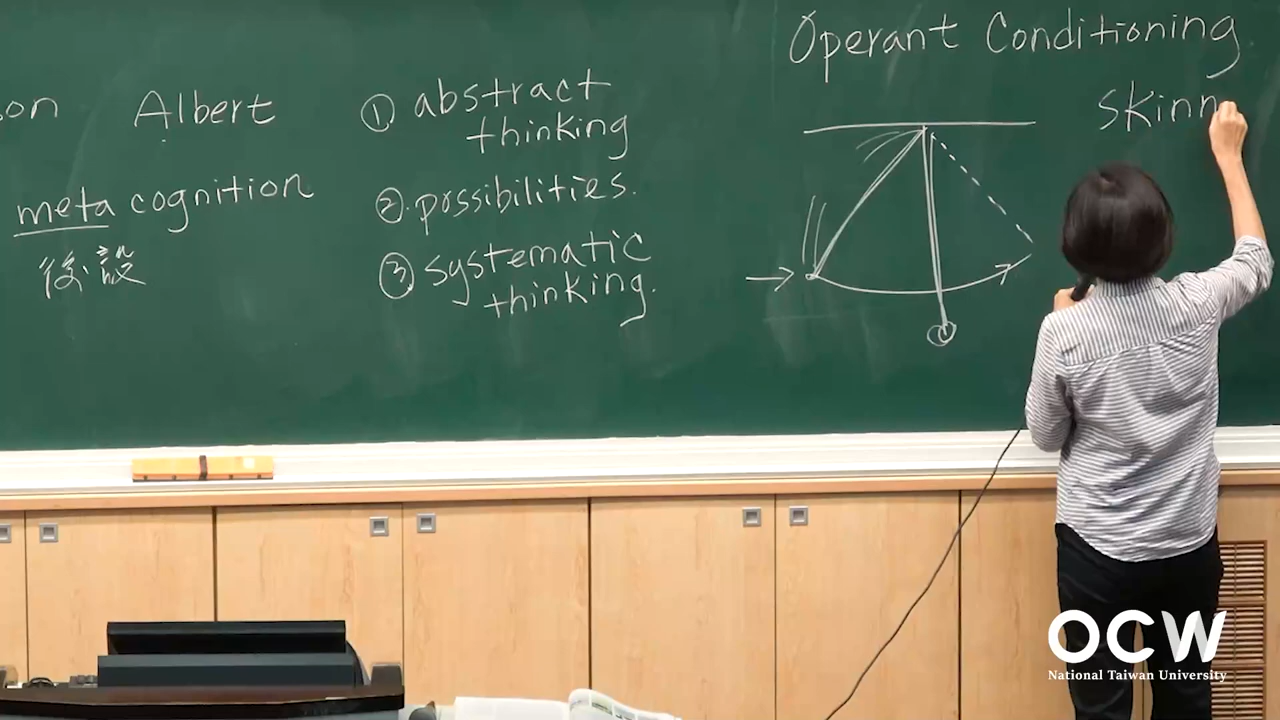 Albert
meta cognition
後設
① abstract
thinking
② possibilities.
③ systematic
thinking.
Operant Conditioning
Skinn
OCW
National Taiwan University